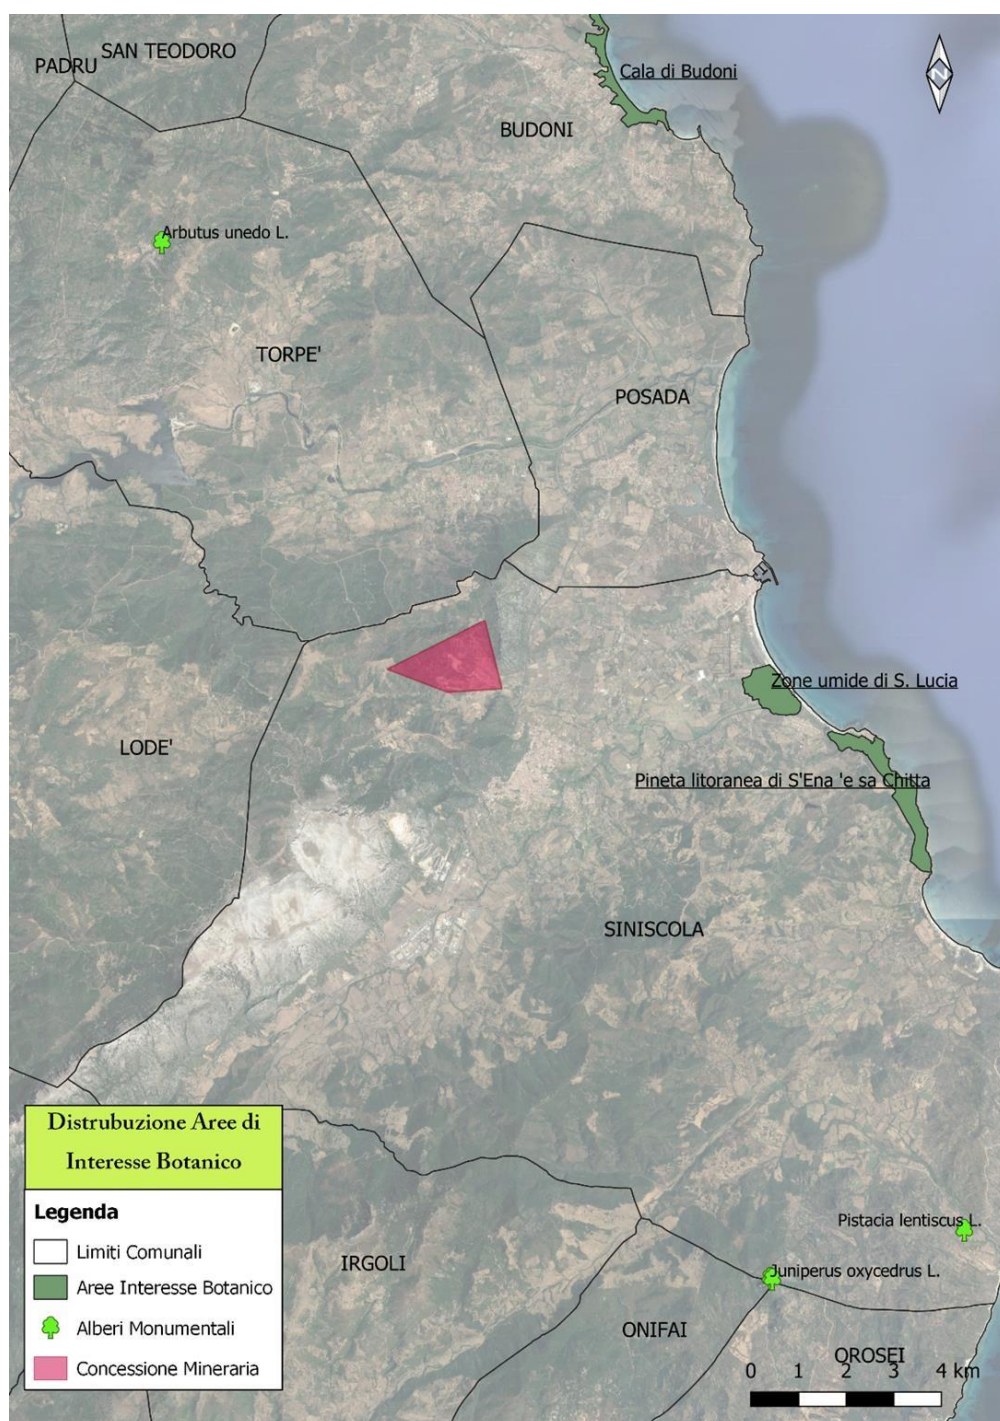 SAN TEODORO
PADRU
Cala di Budoni
N
BUDONI
Arbutus unedo L.
TORPE'
POSADA
Zone umide di S. Lucia
LODE'
Pineta litoranea di S'Ena 'e sa Chitta
SINISCOLA
Distrubuzione Aree di
Interesse Botanico
Legenda
Limiti Comunali
Aree Interesse Botanico
Alberi Monumentali
Concessione Mineraria
Pistacia lentiscus L.
IRGOLI
Juniperus oxycedrus L.
ONIFAI
OROSEI
0 1 2 3 4 km